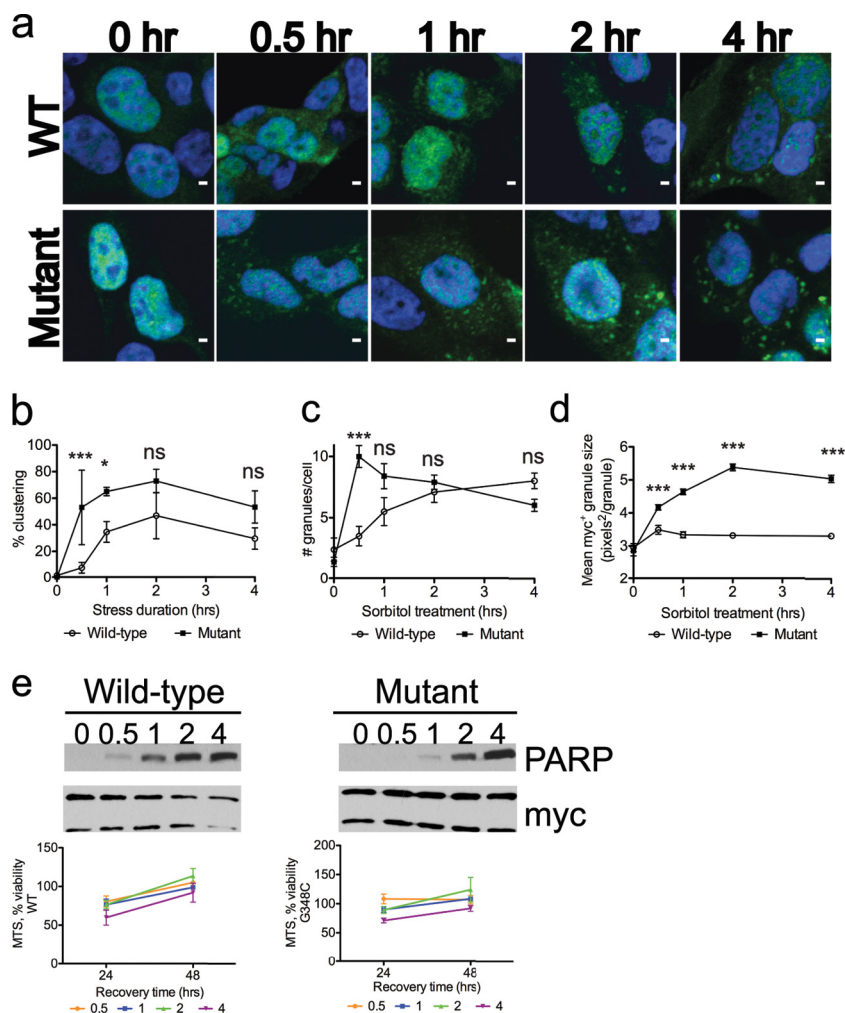 a
0 hr 0.5 hr 1 hr 2 hr 4 hr
WT
Mutant
b
% clustering
100
80
60
40
20
0
*** * ns ns
0 1 2 3 4
Stress duration (hrs)
Wild-type Mutant
c
# granules/cell
10
5
0
*** ns ns ns
0 1 2 3 4
Sorbitol treatment (hrs)
Wild-type Mutant
d
Mean myc⁺ granule size
(pixels²/granule)
6
5
4
3
2
*** *** *** ***
0 1 2 3 4
Sorbitol treatment (hrs)
Wild-type Mutant
e
Wild-type Mutant
0 0.5 1 2 4 0 0.5 1 2 4
PARP
myc
MTS, % viability
WT
150
100
50
0
24 48
Recovery time (hrs)
0.5 1 2 4
MTS, % viability
G348C
200
150
100
50
0
24 48
Recovery time (hrs)
0.5 1 2 4